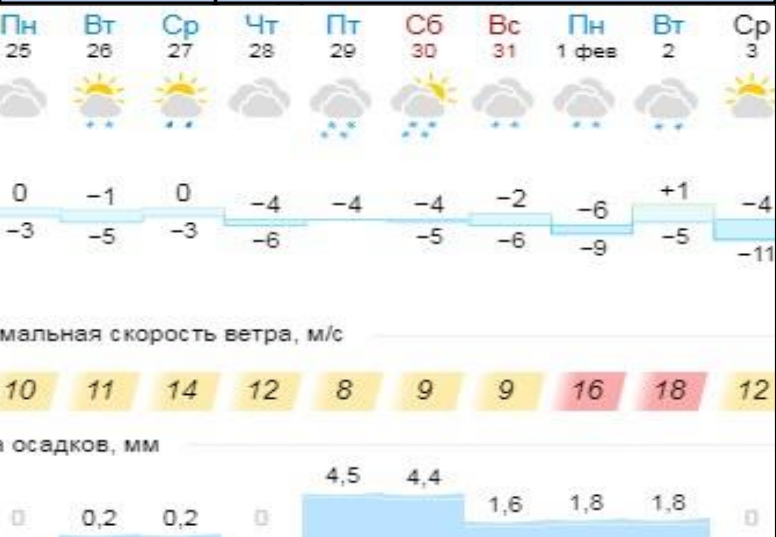 Пн Вт Ср Чт Пт Сб Вс Пн Вт Ср
25 26 27 28 29 30 31 1 фев 2 3
0 −1 0 −4 −4 −4 −2 −6 +1 −4
−3 −5 −3 −6 −5 −6 −9 −5 −11
мальная скорость ветра, м/с
10 11 14 12 8 9 9 16 18 12
а осадков, мм
4,5 4,4
0 0,2 0,2 0 1,6 1,8 1,8 0